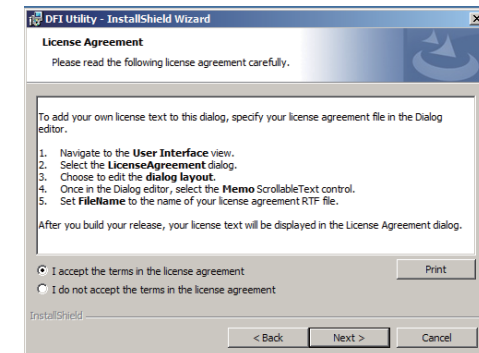 DFI Utility - InstallShield Wizard
License Agreement
Please read the following license agreement carefully.
To add your own license text to this dialog, specify your license agreement file in the Dialog
editor.
1. Navigate to the User Interface view.
2. Select the LicenseAgreement dialog.
3. Choose to edit the dialog layout.
4. Once in the Dialog editor, select the Memo ScrollableText control.
5. Set FileName to the name of your license agreement RTF file.
After you build your release, your license text will be displayed in the License Agreement dialog.
I accept the terms in the license agreement
Print
I do not accept the terms in the license agreement
InstallShield
< Back Next > Cancel